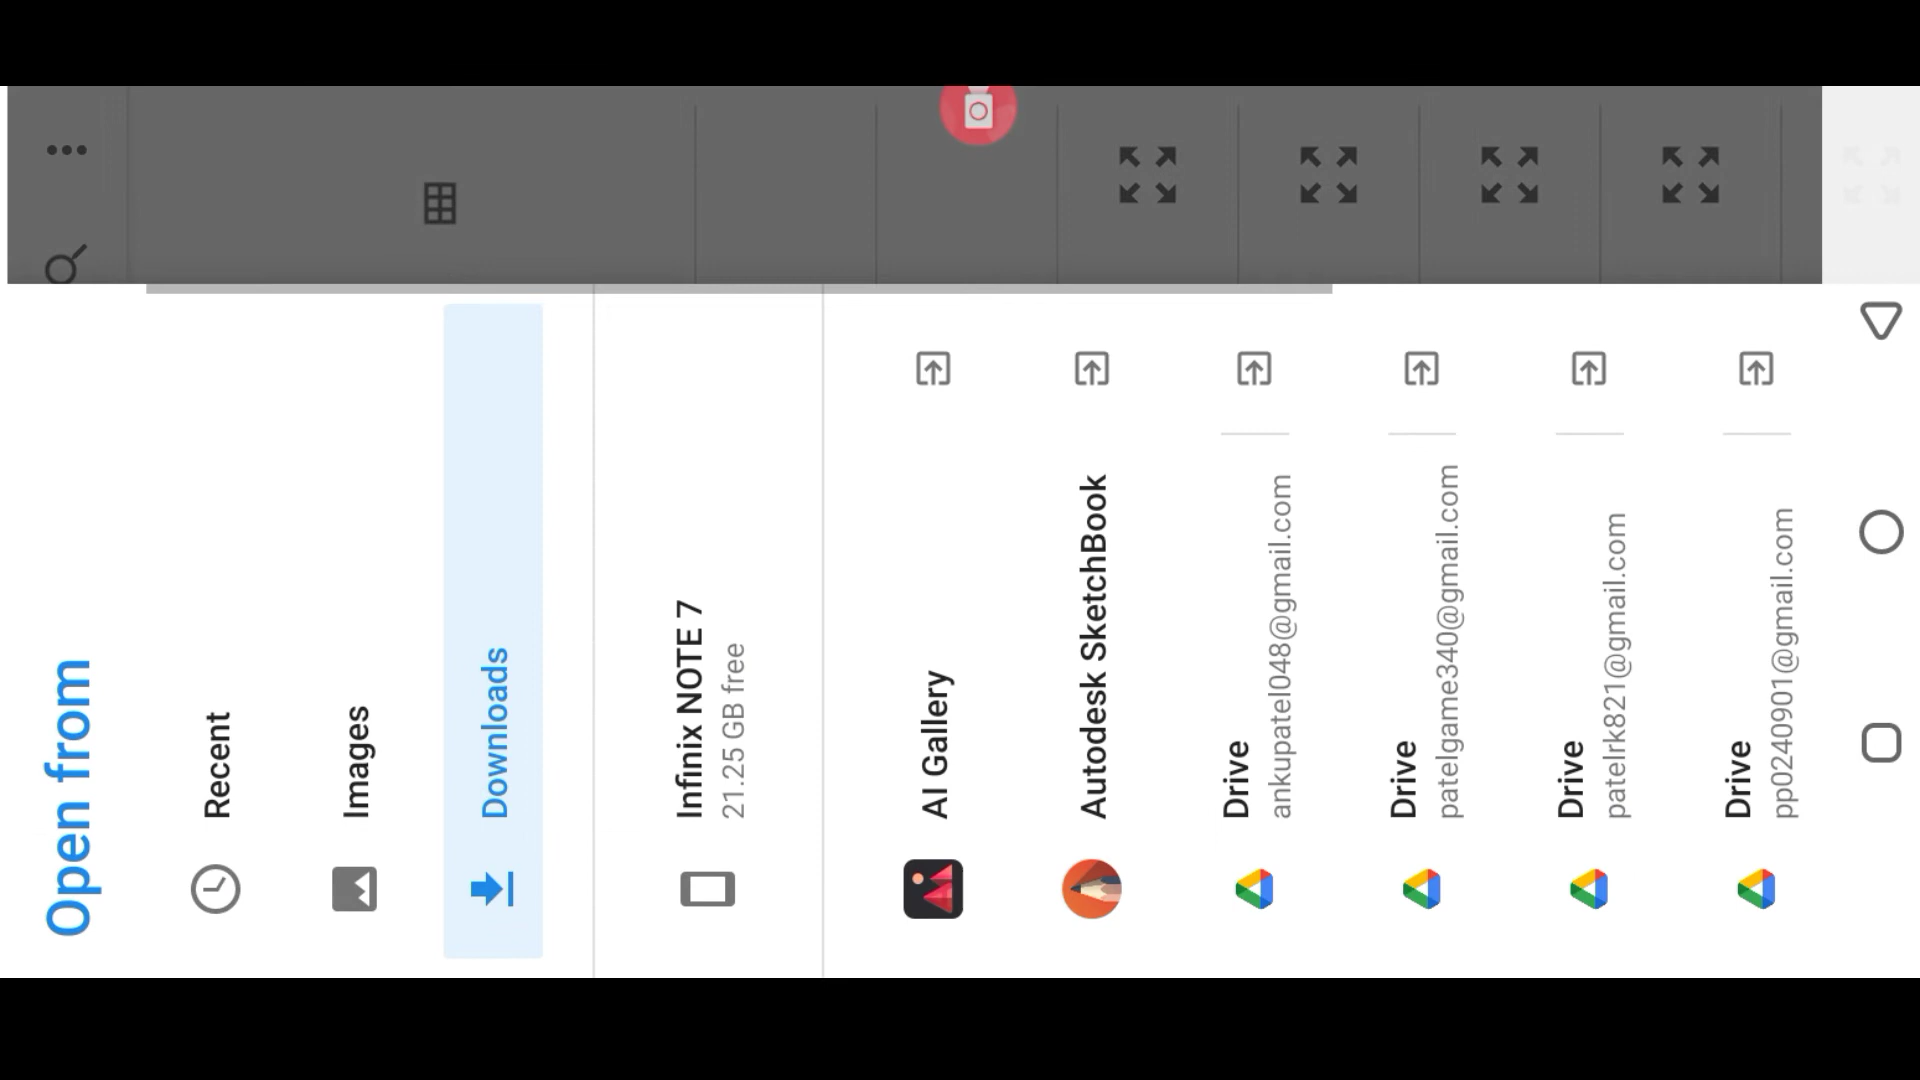 Open from
Recent
Images
Downloads
Infinix NOTE 7
21.25 GB free
AI Gallery
Autodesk SketchBook
Drive
ankupatel048@gmail.com
Drive
patelgame340@gmail.com
Drive
patelrk821@gmail.com
Drive
pp0240901@gmail.com